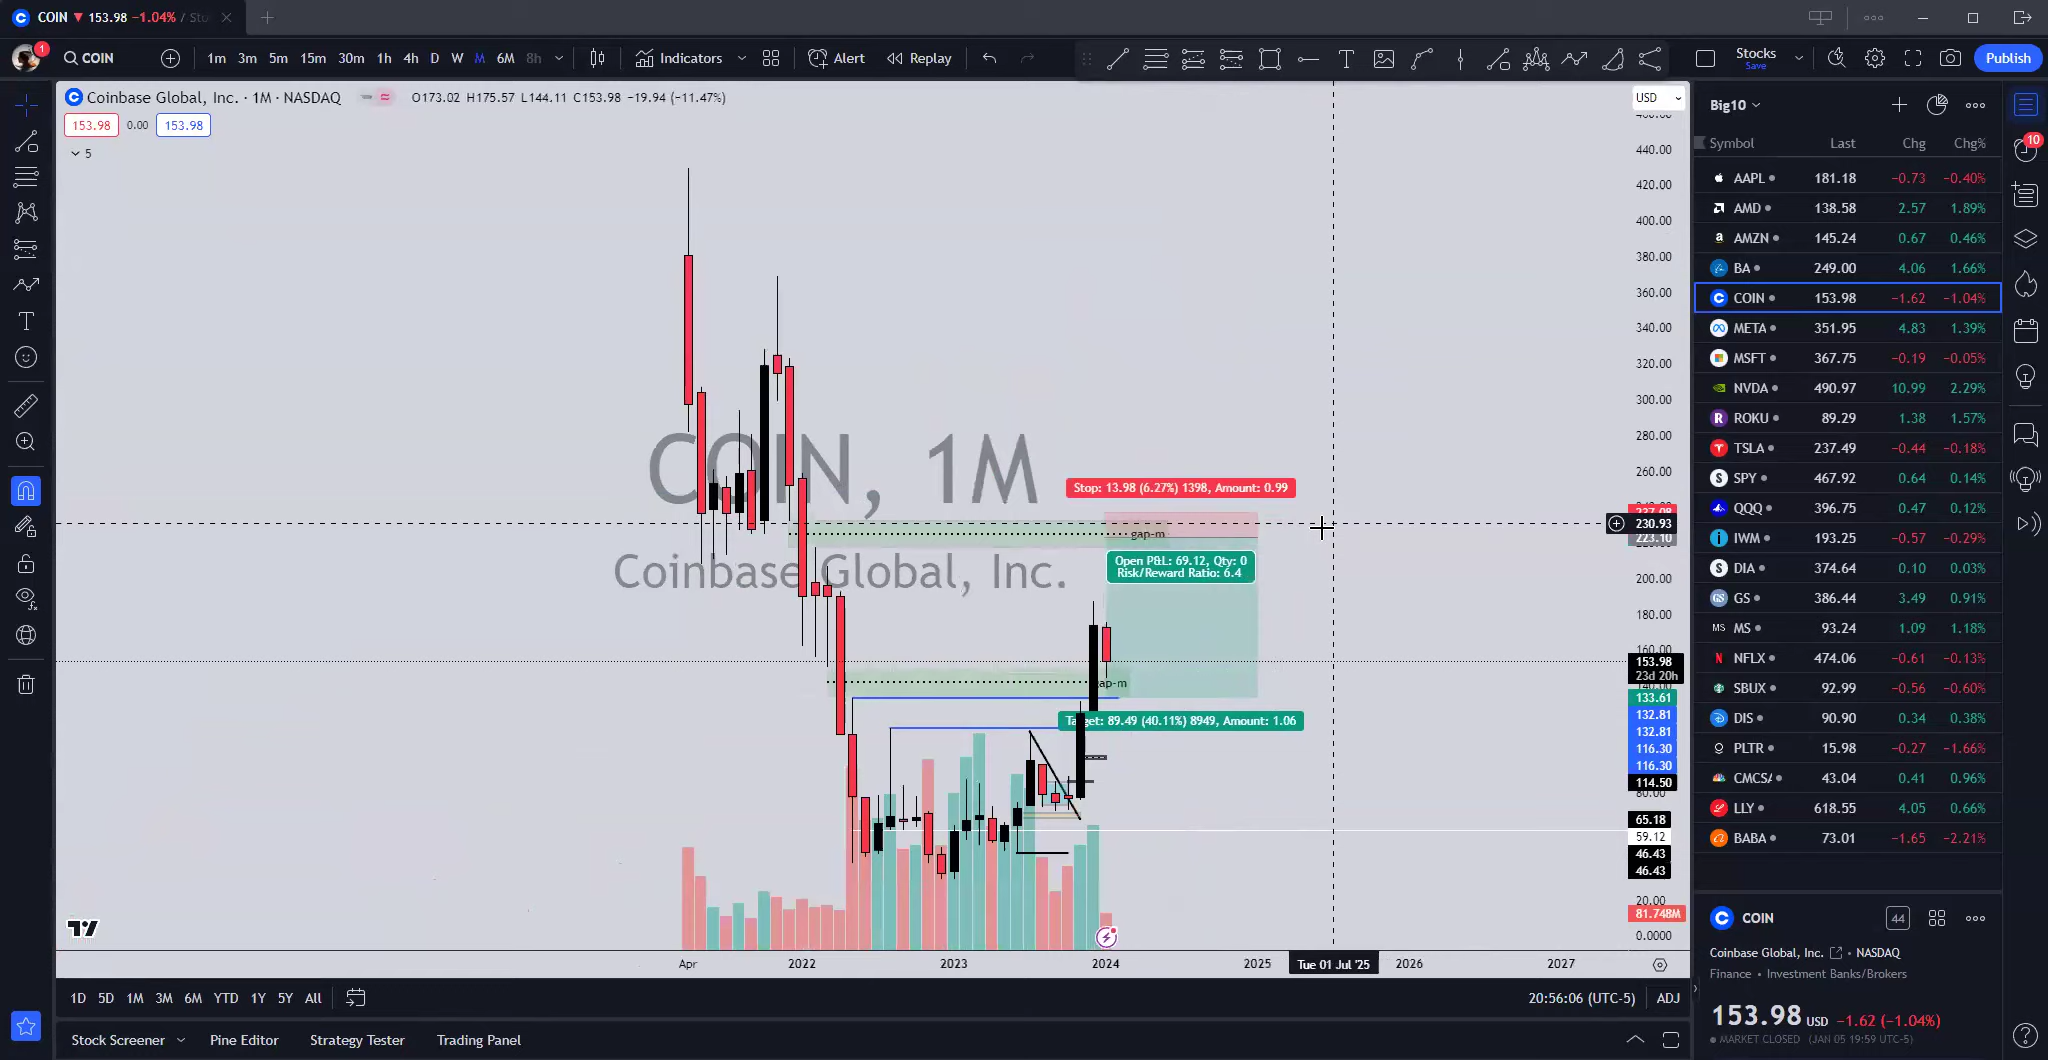 COIN ▼ 153.98 −1.04% / Stu
1
COIN
1m 3m 5m 15m 30m 1h 4h D W M 6M 8h
Indicators
Alert
Replay
Stocks
Save
Publish
Coinbase Global, Inc. · 1M · NASDAQ
O173.02 H175.57 L144.11 C153.98 −19.94 (−11.47%)
153.98 0.00 153.98
5
USD
440.00
420.00
400.00
380.00
360.00
340.00
320.00
300.00
280.00
260.00
237.08
230.93
223.10
200.00
180.00
160.00
153.98
23d 20h
140.00
133.61
132.81
132.81
116.30
116.30
114.50
80.00
65.18
59.12
46.43
46.43
20.00
81.748M
0.0000
COIN, 1M
Coinbase Global, Inc.
Stop: 13.98 (6.27%) 1398, Amount: 0.99
gap-m
Open P&L: 69.12, Qty: 0
Risk/Reward Ratio: 6.4
gap-m
Target: 89.49 (40.11%) 8949, Amount: 1.06
Apr 2022 2023 2024 2025 Tue 01 Jul '25 2026 2027
1D 5D 1M 3M 6M YTD 1Y 5Y All
20:56:06 (UTC-5) ADJ
Stock Screener Pine Editor Strategy Tester Trading Panel
Big10
Symbol Last Chg Chg%
AAPL 181.18 −0.73 −0.40%
AMD 138.58 2.57 1.89%
AMZN 145.24 0.67 0.46%
BA 249.00 4.06 1.66%
COIN 153.98 −1.62 −1.04%
META 351.95 4.83 1.39%
MSFT 367.75 −0.19 −0.05%
NVDA 490.97 10.99 2.29%
ROKU 89.29 1.38 1.57%
TSLA 237.49 −0.44 −0.18%
SPY 467.92 0.64 0.14%
QQQ 396.75 0.47 0.12%
IWM 193.25 −0.57 −0.29%
DIA 374.64 0.10 0.03%
GS 386.44 3.49 0.91%
MS MS 93.24 1.09 1.18%
NFLX 474.06 −0.61 −0.13%
SBUX 92.99 −0.56 −0.60%
DIS 90.90 0.34 0.38%
PLTR 15.98 −0.27 −1.66%
CMCSA 43.04 0.41 0.96%
LLY 618.55 4.05 0.66%
BABA 73.01 −1.65 −2.21%
COIN
44
Coinbase Global, Inc. • NASDAQ
Finance • Investment Banks/Brokers
153.98 USD −1.62 (−1.04%)
MARKET CLOSED (JAN 05 19:59 UTC-5)
10